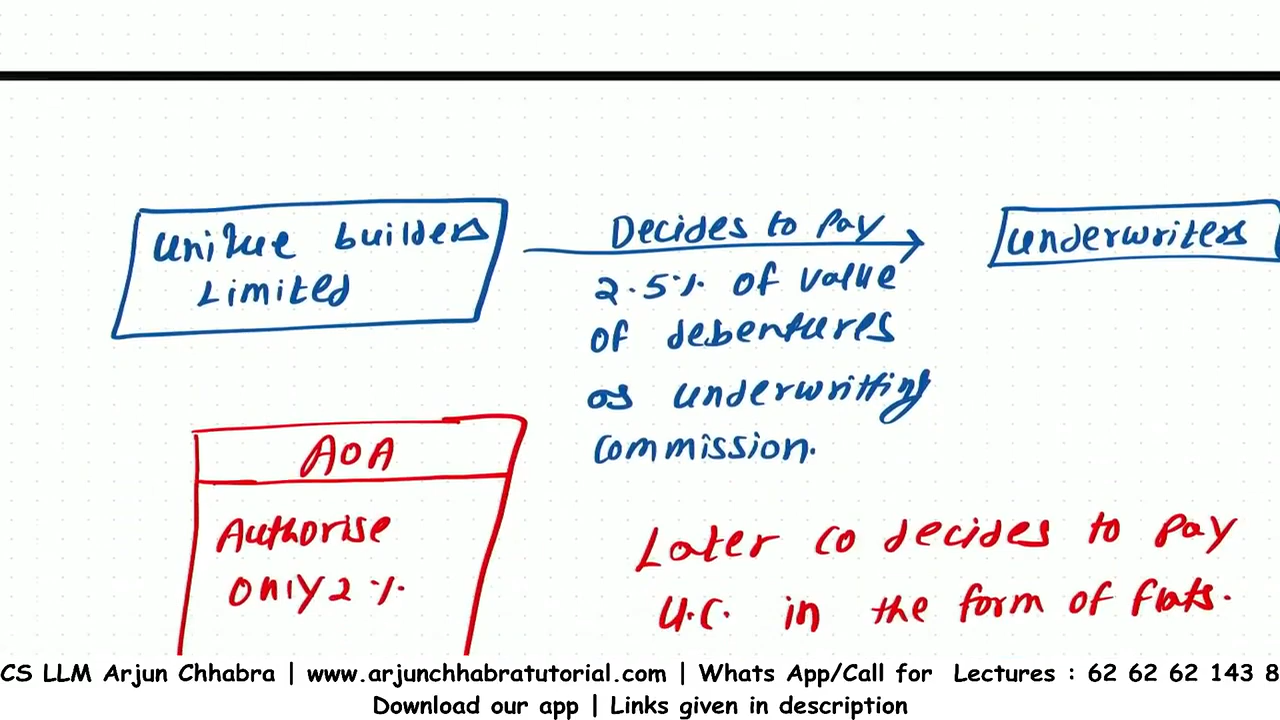 unique builders
Limited
Decides to pay
2.5% of value
of debentures
as underwritting
commission.
underwriters
AOA
Authorise
only 2 %
Later co decides to pay
U.C. in the form of flats.
CS LLM Arjun Chhabra | www.arjunchhabratutorial.com | Whats App/Call for Lectures : 62 62 62 143 8
Download our app | Links given in description